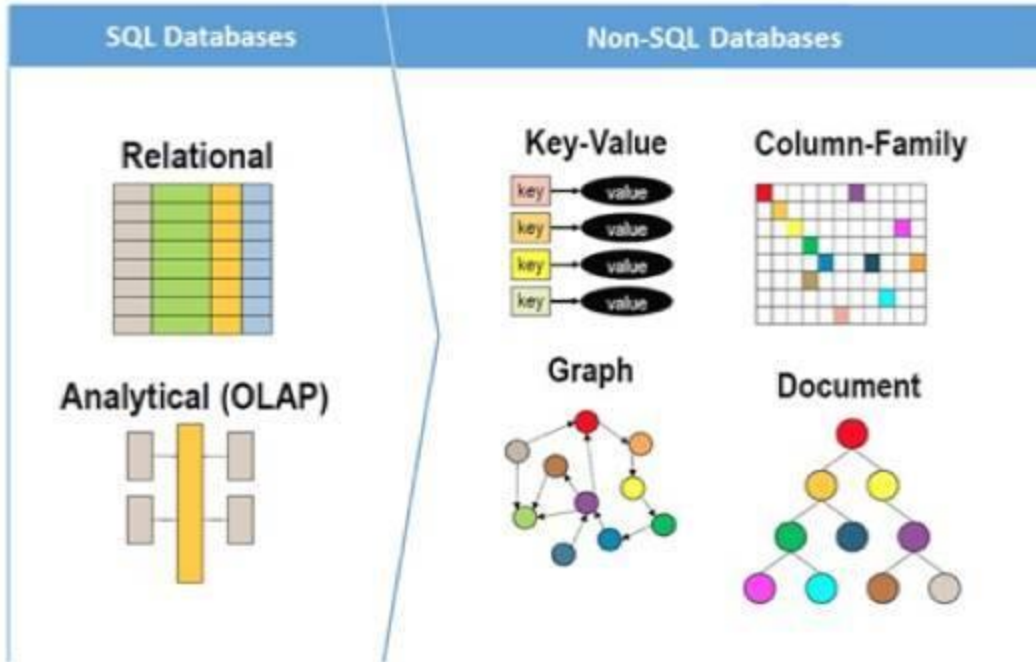 SQL Databases
Non-SQL Databases
Relational
Analytical (OLAP)
Key-Value
key value
key value
key value
key value
Column-Family
Graph
Document